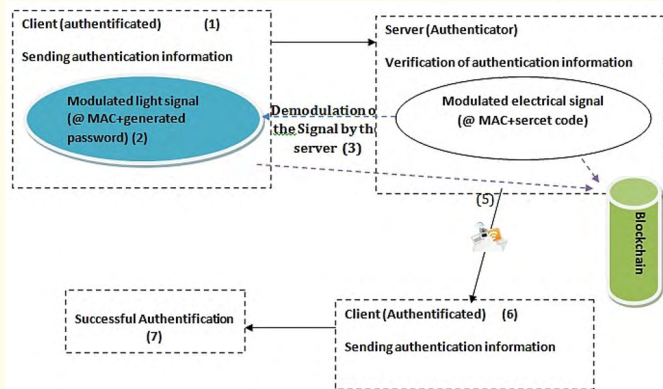 Client (authentificated) (1)
Sending authentication information
Modulated light signal
(@ MAC+generated
password) (2)
Demodulation o
the Signal by th
server (3)
Server (Authenticator)
Verification of authentication information
Modulated electrical signal
(@ MAC+sercet code)
(5)
Blockchain
Client (Authentificated) (6)
Sending authentication information
Successful Authentification
(7)